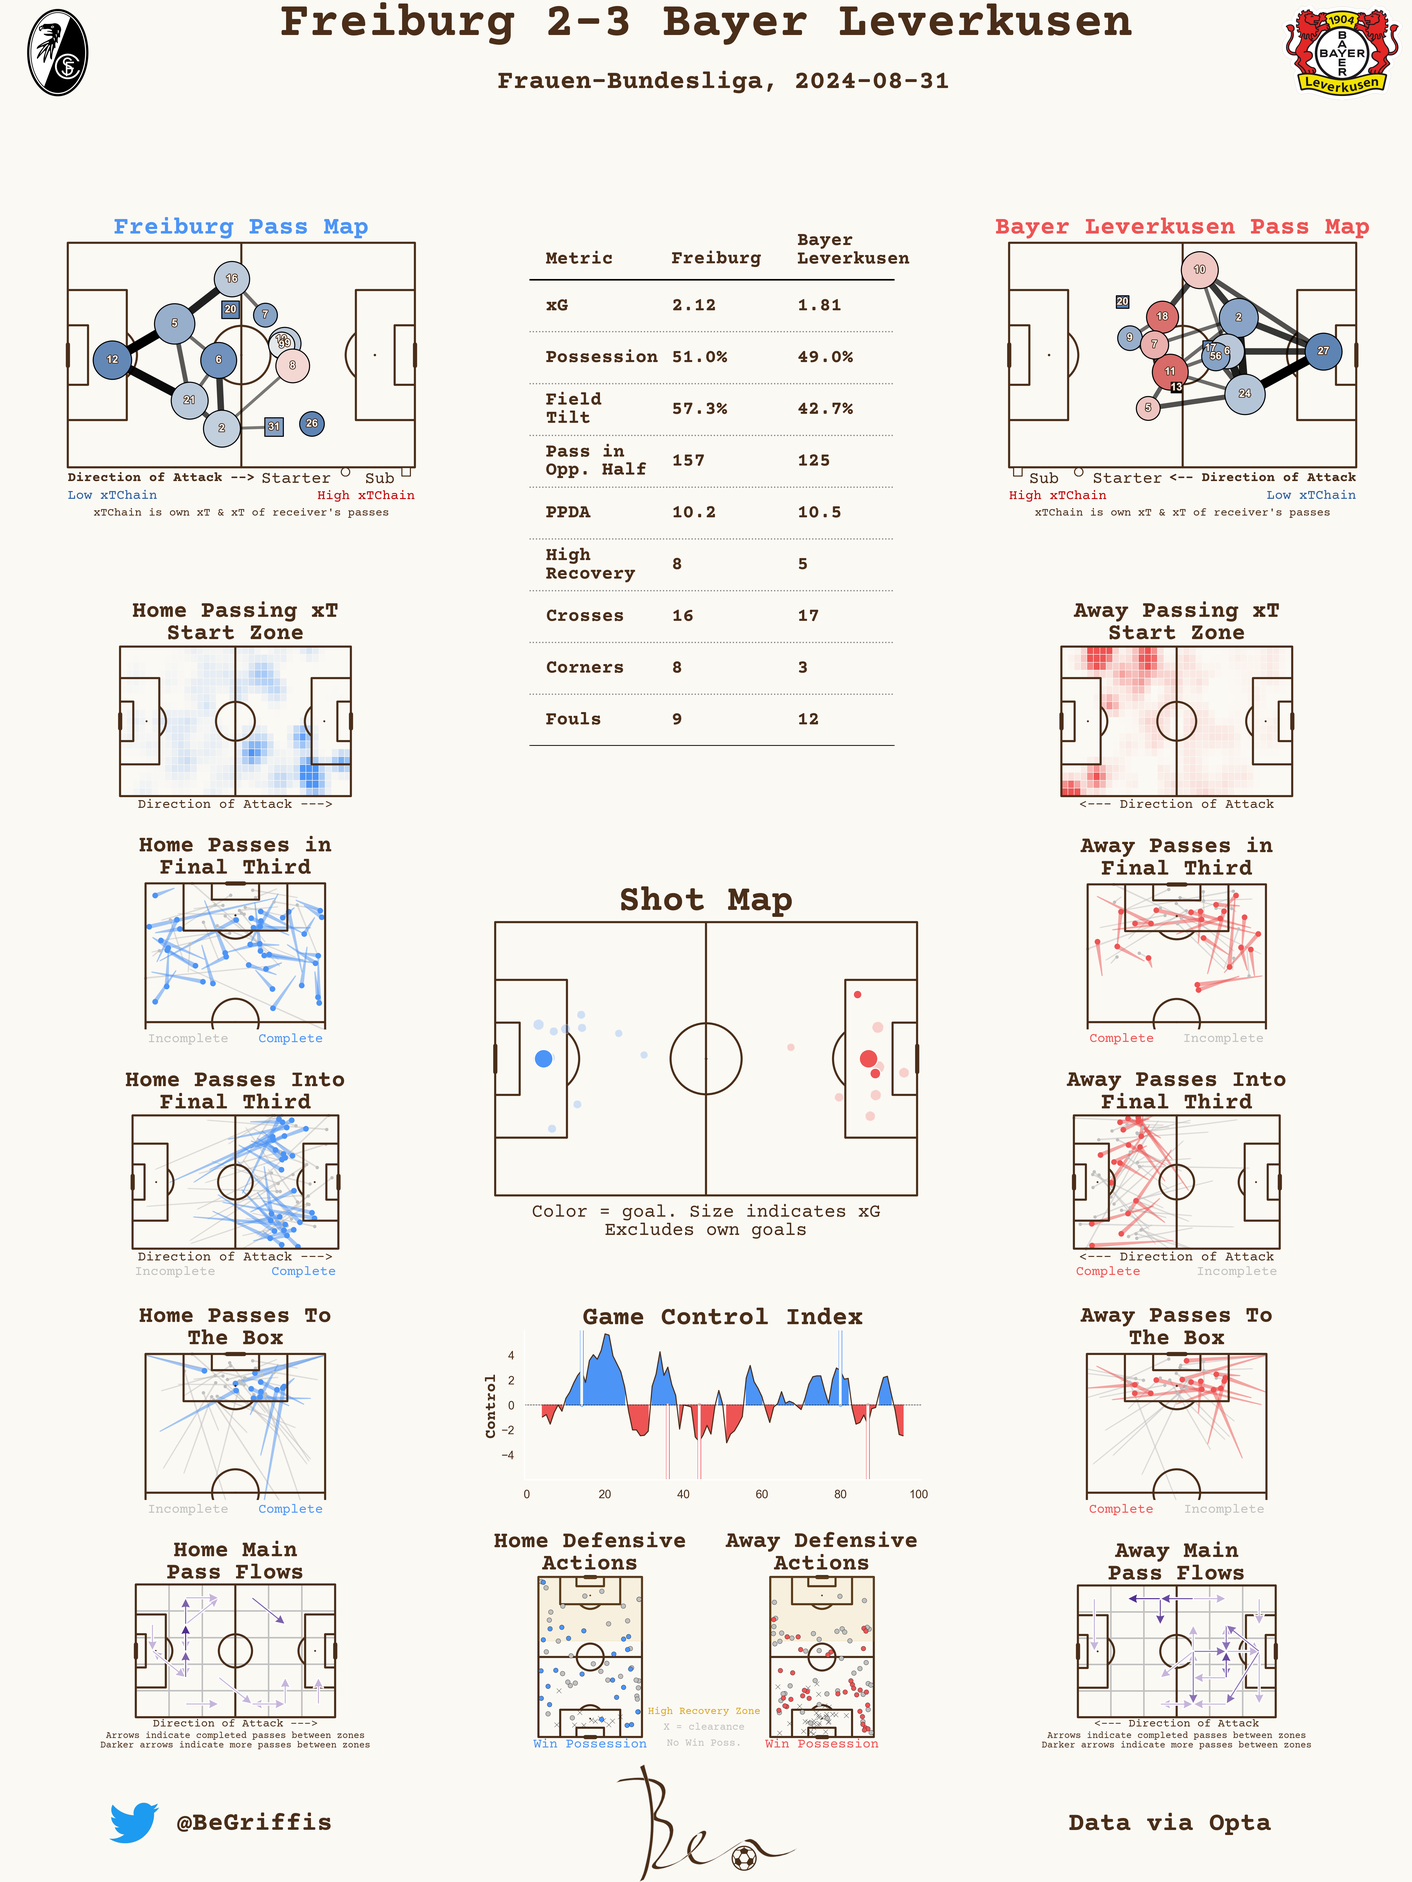 Freiburg 2-3 Bayer Leverkusen
Frauen-Bundesliga, 2024-08-31
1904
BAYER
BAYER
Leverkusen
Freiburg Pass Map
16
20
7
5
12
6
8
21
2
31
26
Direction of Attack --> Starter Sub
Low xTChain High xTChain
xTChain is own xT & xT of receiver's passes
Metric Freiburg Bayer Leverkusen
xG 2.12 1.81
Possession 51.0% 49.0%
Field Tilt 57.3% 42.7%
Pass in Opp. Half 157 125
PPDA 10.2 10.5
High Recovery 8 5
Crosses 16 17
Corners 8 3
Fouls 9 12
Bayer Leverkusen Pass Map
10
20
18
2
9
7
17
6
56
27
11
13
24
5
Sub Starter <-- Direction of Attack
High xTChain Low xTChain
xTChain is own xT & xT of receiver's passes
Home Passing xT
Start Zone
Direction of Attack --->
Away Passing xT
Start Zone
<--- Direction of Attack
Home Passes in
Final Third
Incomplete Complete
Away Passes in
Final Third
Complete Incomplete
Shot Map
Color = goal. Size indicates xG
Excludes own goals
Home Passes Into
Final Third
Direction of Attack --->
Incomplete Complete
Away Passes Into
Final Third
<--- Direction of Attack
Complete Incomplete
Home Passes To
The Box
Incomplete Complete
Game Control Index
Control
4
2
0
−2
−4
0 20 40 60 80 100
Away Passes To
The Box
Complete Incomplete
Home Main
Pass Flows
Direction of Attack --->
Arrows indicate completed passes between zones
Darker arrows indicate more passes between zones
Home Defensive
Actions
Win Possession
Away Defensive
Actions
Win Possession
High Recovery Zone
X = clearance
No Win Poss.
Away Main
Pass Flows
<--- Direction of Attack
Arrows indicate completed passes between zones
Darker arrows indicate more passes between zones
@BeGriffis
Ben
Data via Opta